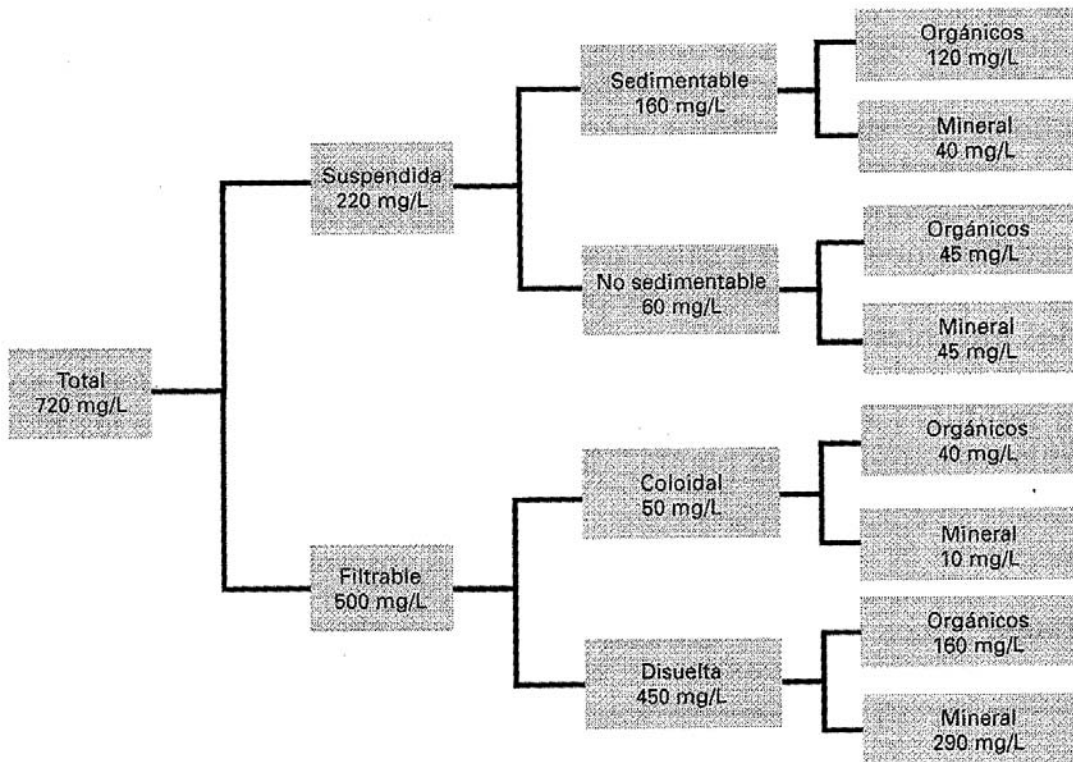 Total
720 mg/L
Suspendida
220 mg/L
Filtrable
500 mg/L
Sedimentable
160 mg/L
No sedimentable
60 mg/L
Coloidal
50 mg/L
Disuelta
450 mg/L
Orgánicos
120 mg/L
Mineral
40 mg/L
Orgánicos
45 mg/L
Mineral
45 mg/L
Orgánicos
40 mg/L
Mineral
10 mg/L
Orgánicos
160 mg/L
Mineral
290 mg/L